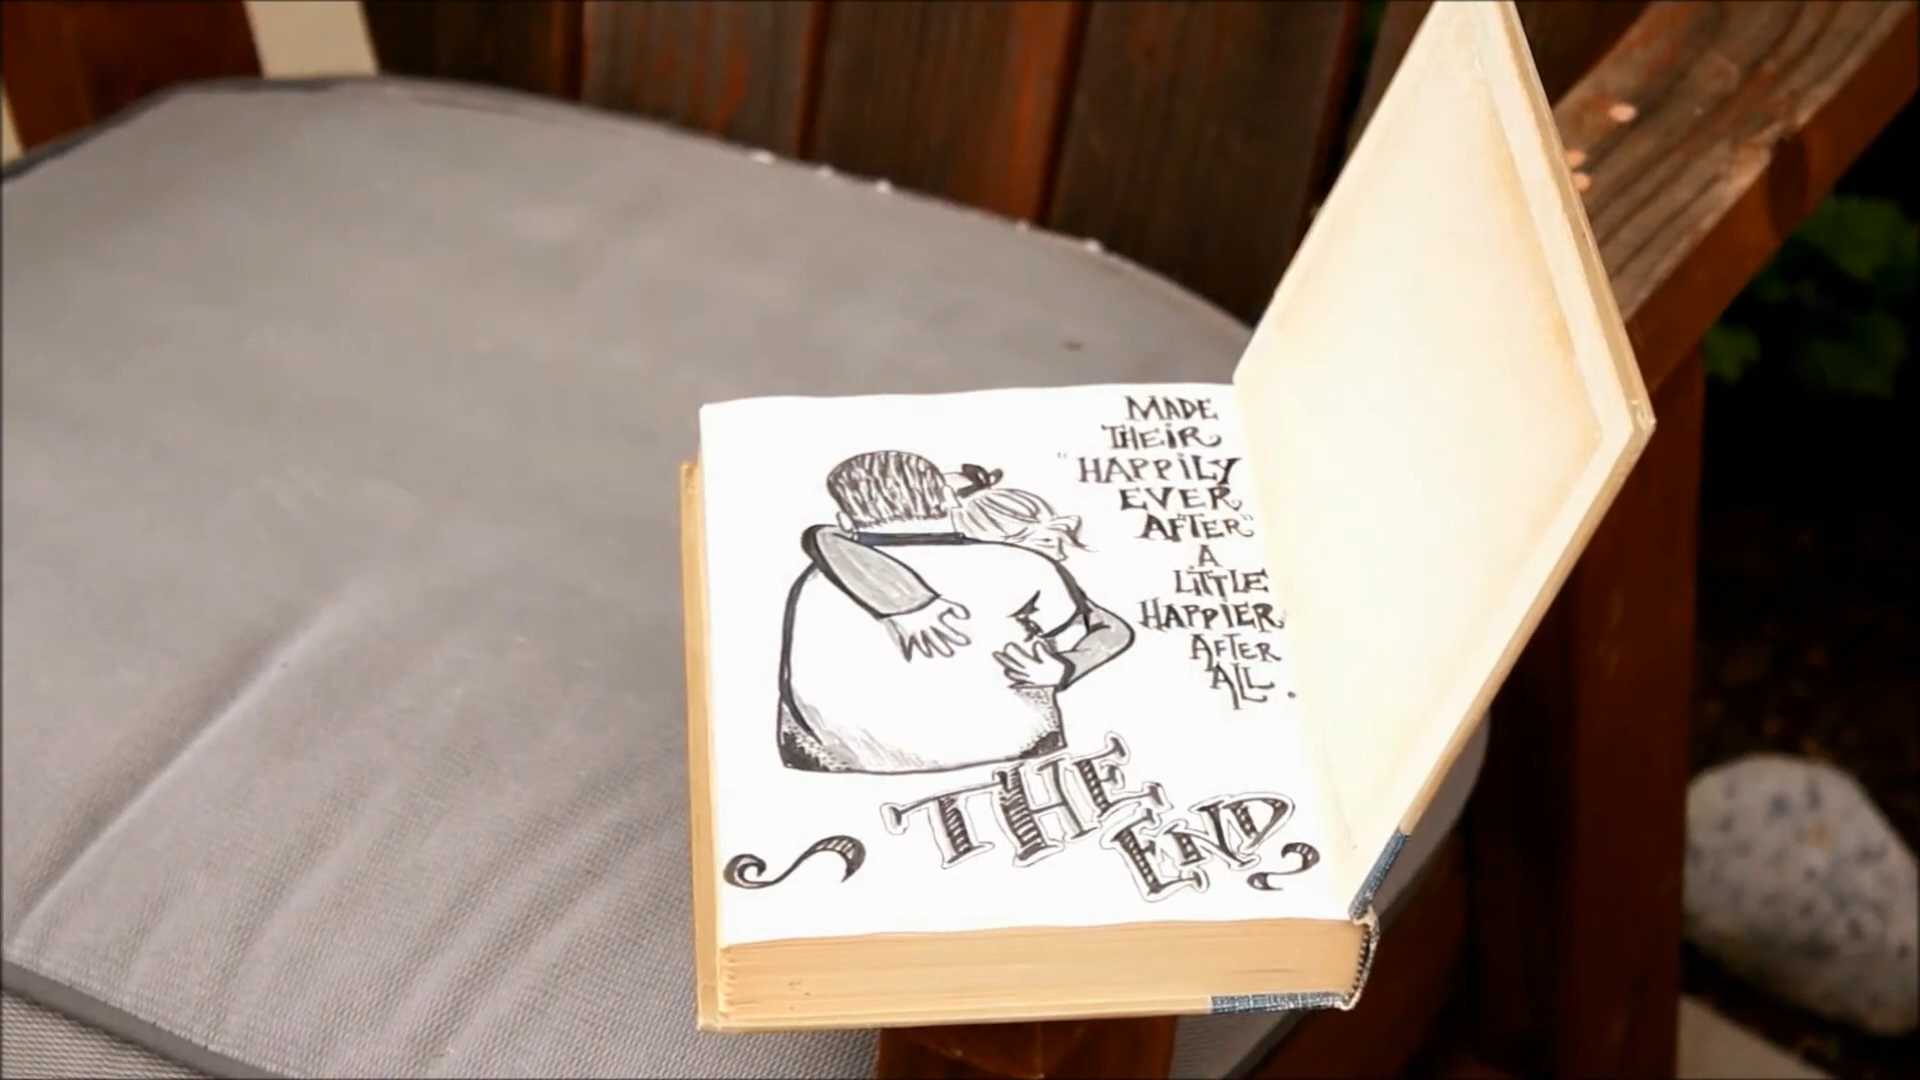 MADE
THEIR
"HAPPILY
EVER
AFTER"
A
LITTLE
HAPPIER
AFTER
ALL.
THE
END